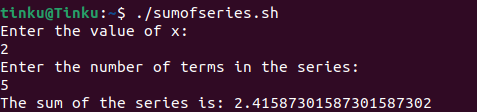 tinku@Tinku:~$ ./sumofseries.sh
Enter the value of x:
2
Enter the number of terms in the series:
5
The sum of the series is: 2.41587301587301587302